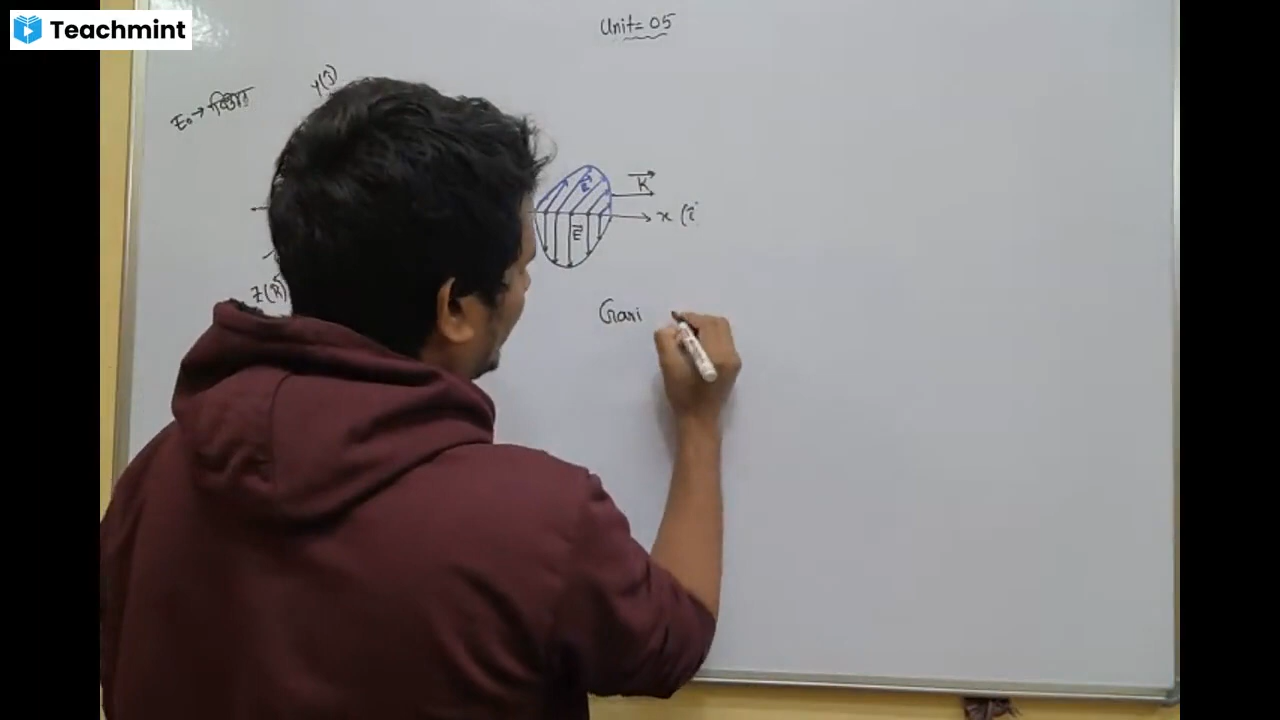 Teachmint
Unit = 05
y(ĵ)
E₀ →
K
x (î
E
z(k̂)
Gari